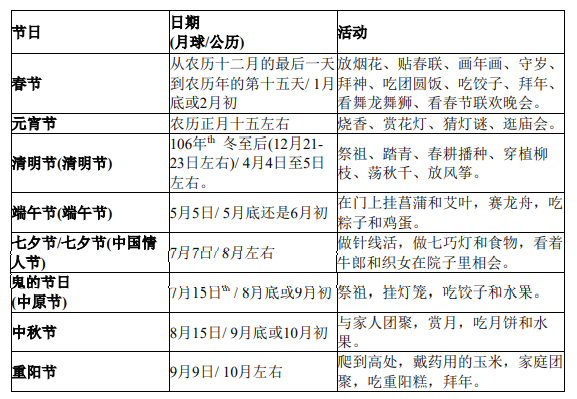 节日
日期
(月球/公历)
活动
春节
从农历十二月的最后一天
到农历年的第十五天/ 1月
底或2月初
放烟花、贴春联、画年画、守岁、
拜神、吃团圆饭、吃饺子、拜年、
看舞龙舞狮、看春节联欢晚会。
元宵节
农历正月十五左右
烧香、赏花灯、猜灯谜、逛庙会。
清明节(清明节)
106年th 冬至后(12月21-
23日左右)/ 4月4日至5日
左右。
祭祖、踏青、春耕播种、穿植柳
枝、荡秋千、放风筝。
端午节(端午节)
5月5日/ 5月底还是6月初
在门上挂菖蒲和艾叶，赛龙舟，吃
粽子和鸡蛋。
七夕节/七夕节(中国情
人节)
7月7日/ 8月左右
做针线活，做七巧灯和食物，看着
牛郎和织女在院子里相会。
鬼的节日
(中原节)
7月15日th / 8月底或9月初
祭祖，挂灯笼，吃饺子和水果。
中秋节
8月15日/ 9月底或10月初
与家人团聚，赏月，吃月饼和水
果。
重阳节
9月9日/ 10月左右
爬到高处，戴药用的玉米，家庭团
聚，吃重阳糕，拜年。